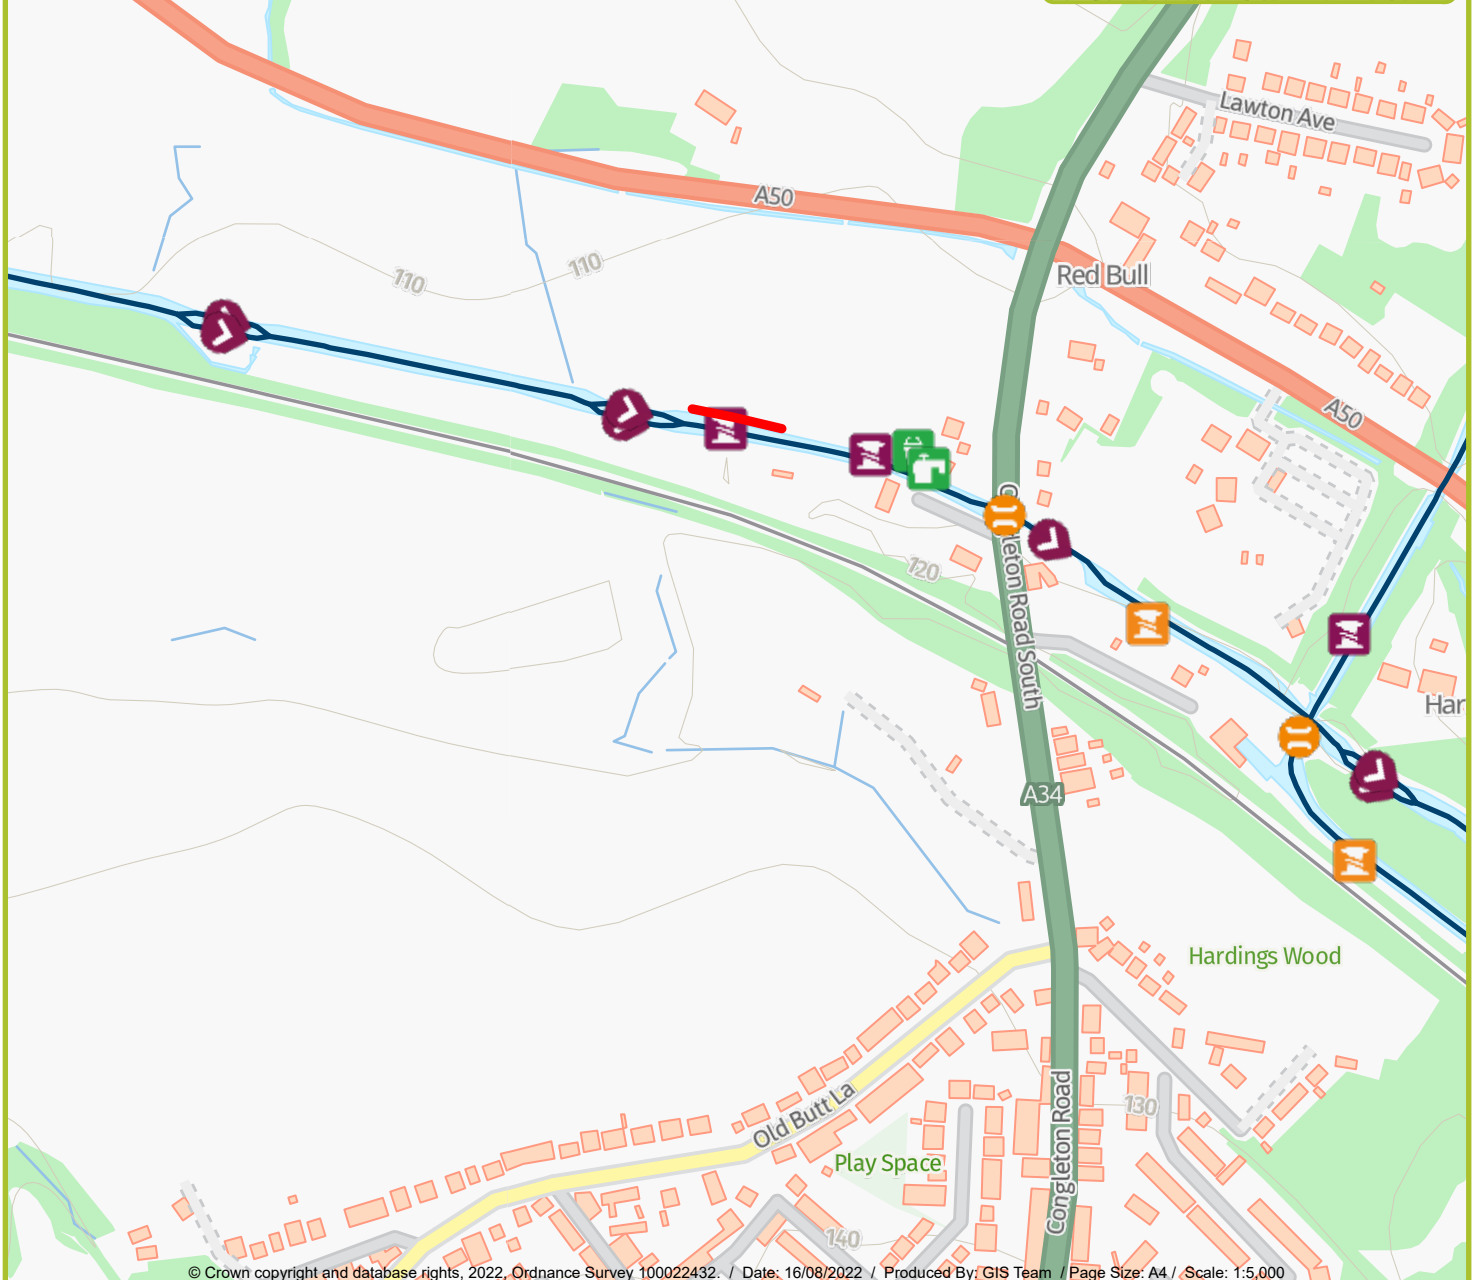 Lawton Ave
A50
Red Bull
110
110
A50
120
Congleton Road South
Har
A34
Hardings Wood
Old Butt La
Congleton Road
130
Play Space
140
© Crown copyright and database rights, 2022, Ordnance Survey 100022432. / Date: 16/08/2022 / Produced By: GIS Team / Page Size: A4 / Scale: 1:5,000